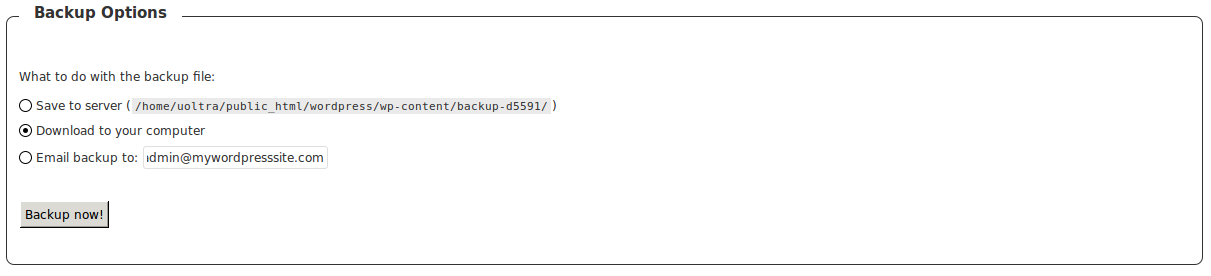 Backup Options
What to do with the backup file:
Save to server ( /home/uoltra/public_html/wordpress/wp-content/backup-d5591/ )
Download to your computer
Email backup to: dmin@mywordpresssite.com
Backup now!